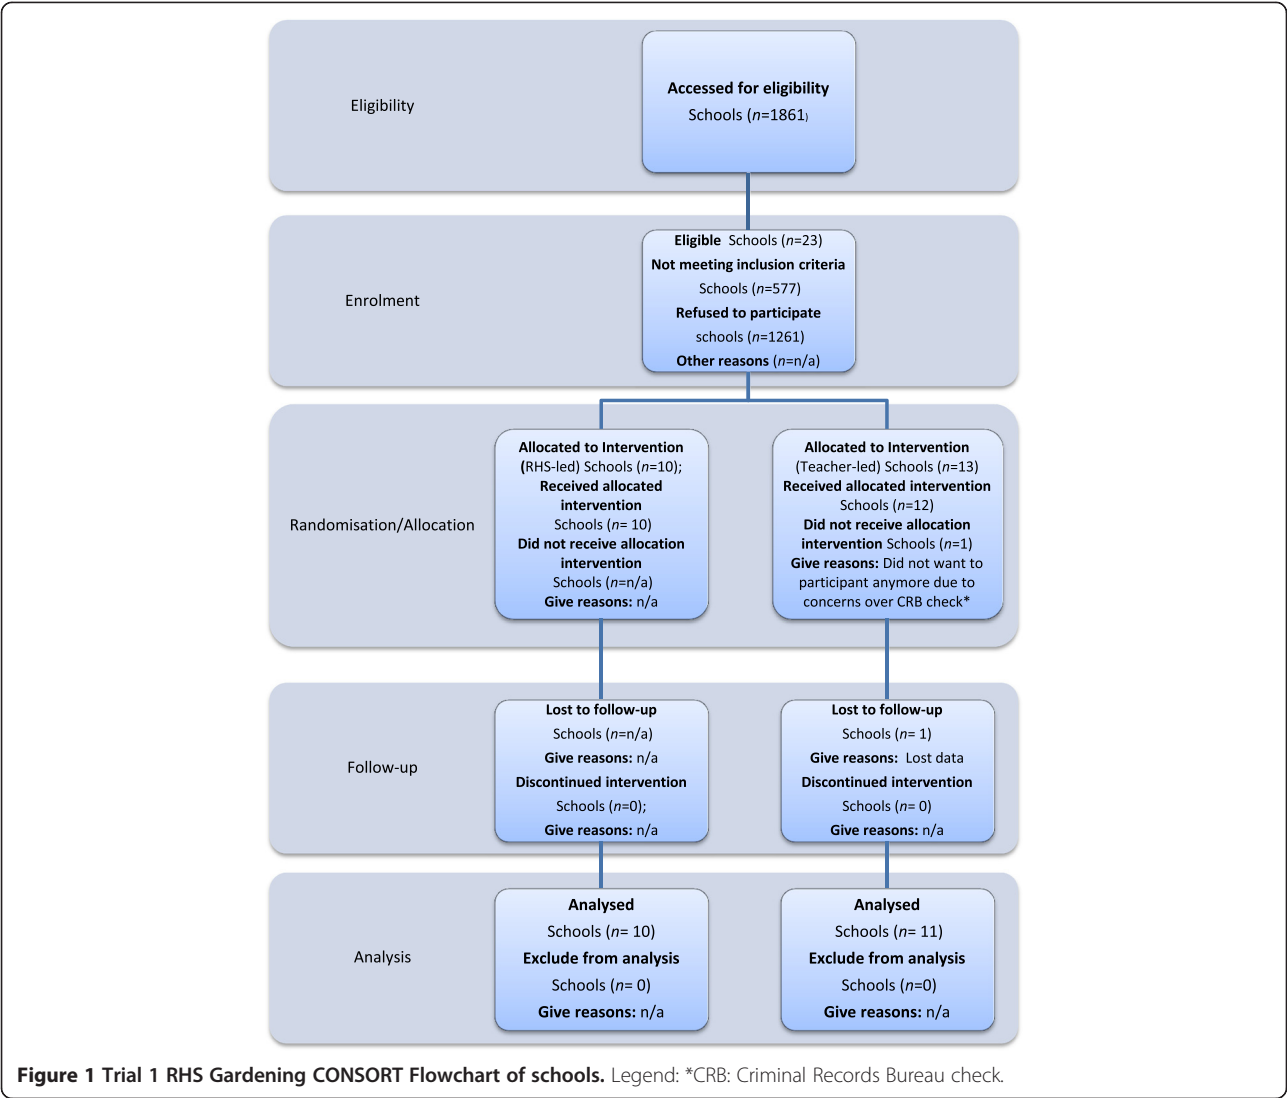 Eligibility
Accessed for eligibility
Schools (n=1861)
Enrolment
Eligible Schools (n=23)
Not meeting inclusion criteria
Schools (n=577)
Refused to participate
schools (n=1261)
Other reasons (n=n/a)
Randomisation/Allocation
Allocated to Intervention
(RHS-led) Schools (n=10);
Received allocated
intervention
Schools (n= 10)
Did not receive allocation
intervention
Schools (n=n/a)
Give reasons: n/a
Allocated to Intervention
(Teacher-led) Schools (n=13)
Received allocated intervention
Schools (n=12)
Did not receive allocation
intervention Schools (n=1)
Give reasons: Did not want to
participant anymore due to
concerns over CRB check*
Follow-up
Lost to follow-up
Schools (n=n/a)
Give reasons: n/a
Discontinued intervention
Schools (n=0);
Give reasons: n/a
Lost to follow-up
Schools (n= 1)
Give reasons: Lost data
Discontinued intervention
Schools (n= 0)
Give reasons: n/a
Analysis
Analysed
Schools (n= 10)
Exclude from analysis
Schools (n= 0)
Give reasons: n/a
Analysed
Schools (n= 11)
Exclude from analysis
Schools (n=0)
Give reasons: n/a
Figure 1 Trial 1 RHS Gardening CONSORT Flowchart of schools. Legend: *CRB: Criminal Records Bureau check.